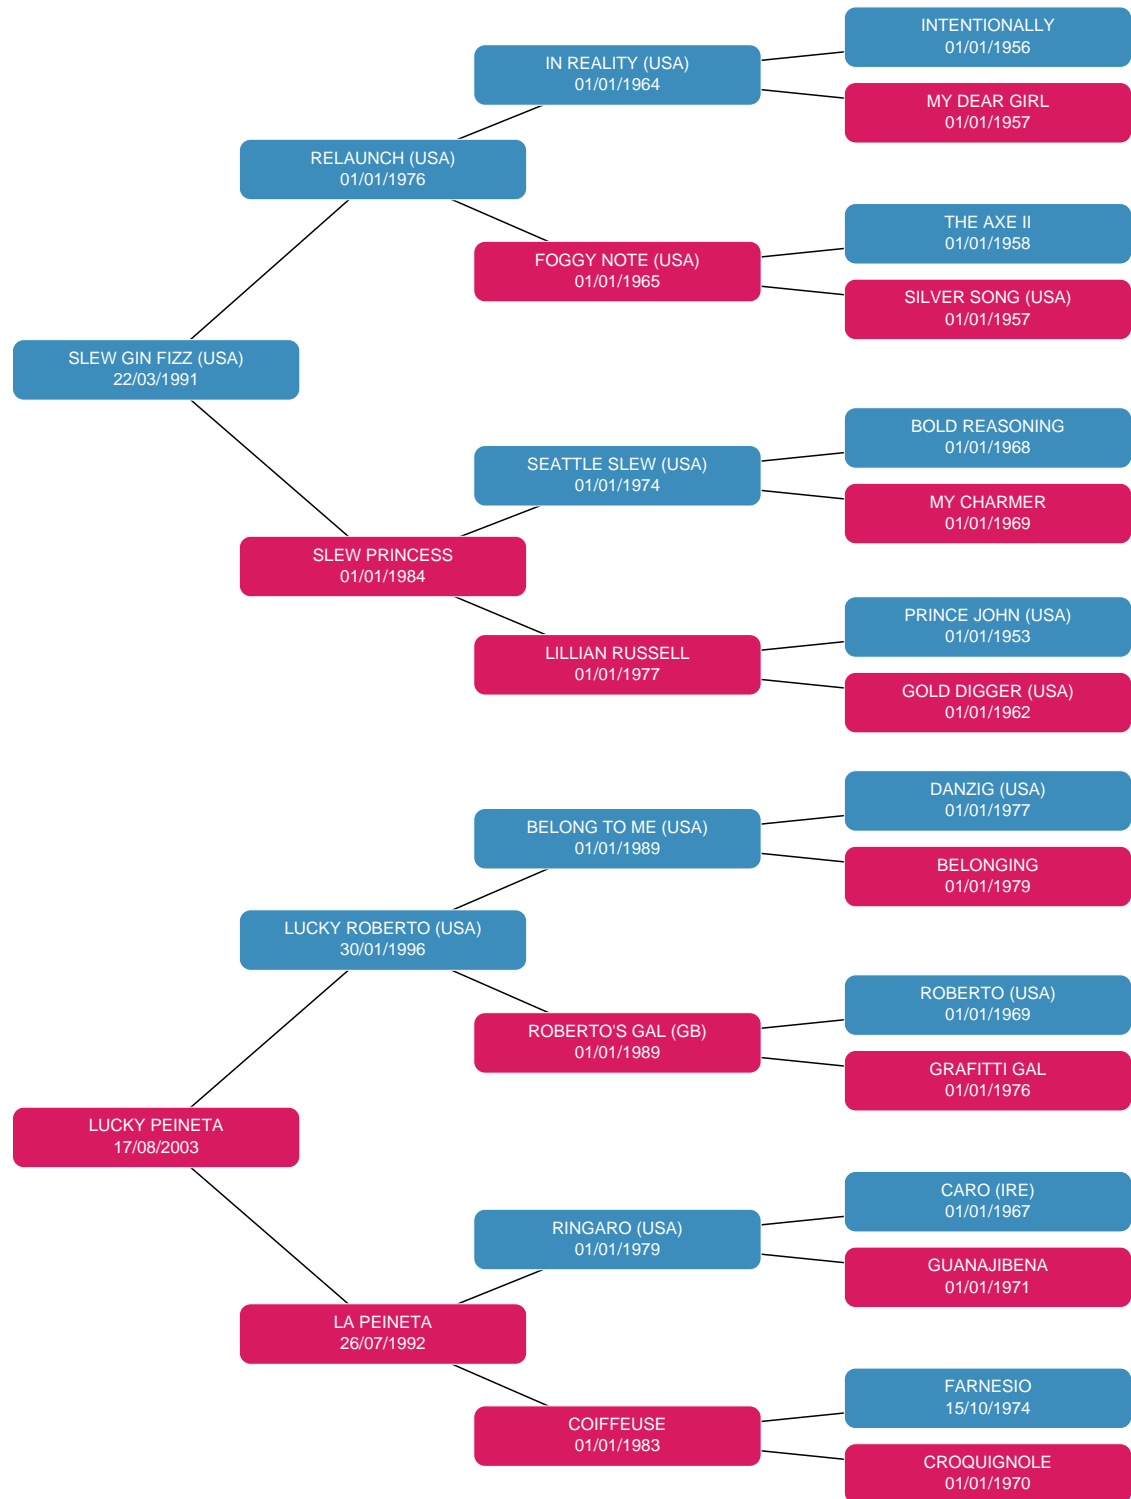 INTENTIONALLY
01/01/1956
IN REALITY (USA)
01/01/1964
MY DEAR GIRL
01/01/1957
RELAUNCH (USA)
01/01/1976
THE AXE II
01/01/1958
FOGGY NOTE (USA)
01/01/1965
SILVER SONG (USA)
01/01/1957
SLEW GIN FIZZ (USA)
22/03/1991
BOLD REASONING
01/01/1968
SEATTLE SLEW (USA)
01/01/1974
MY CHARMER
01/01/1969
SLEW PRINCESS
01/01/1984
PRINCE JOHN (USA)
01/01/1953
LILLIAN RUSSELL
01/01/1977
GOLD DIGGER (USA)
01/01/1962
DANZIG (USA)
01/01/1977
BELONG TO ME (USA)
01/01/1989
BELONGING
01/01/1979
LUCKY ROBERTO (USA)
30/01/1996
ROBERTO (USA)
01/01/1969
ROBERTO'S GAL (GB)
01/01/1989
GRAFITTI GAL
01/01/1976
LUCKY PEINETA
17/08/2003
CARO (IRE)
01/01/1967
RINGARO (USA)
01/01/1979
GUANAJIBENA
01/01/1971
LA PEINETA
26/07/1992
FARNESIO
15/10/1974
COIFFEUSE
01/01/1983
CROQUIGNOLE
01/01/1970